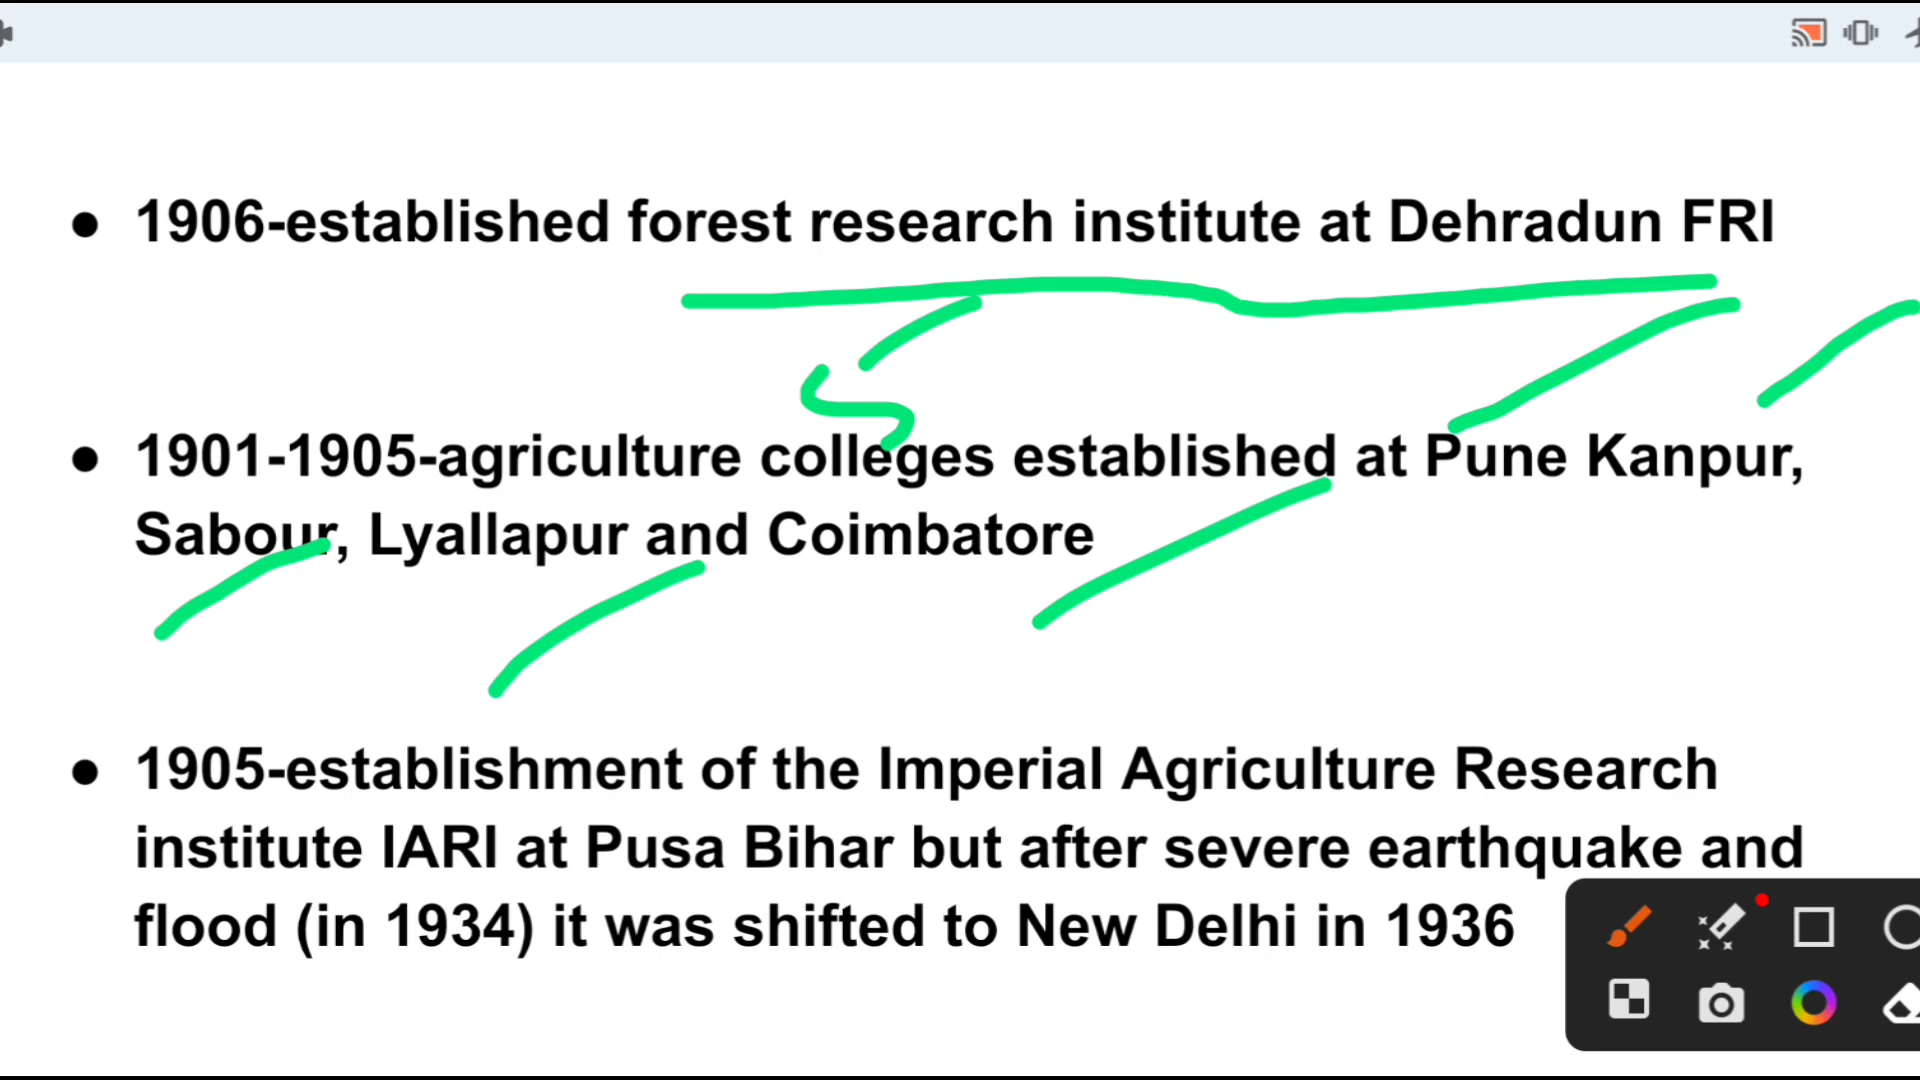 ● 1906-established forest research institute at Dehradun FRI
● 1901-1905-agriculture colleges established at Pune Kanpur,
Sabour, Lyallapur and Coimbatore
● 1905-establishment of the Imperial Agriculture Research
institute IARI at Pusa Bihar but after severe earthquake and
flood (in 1934) it was shifted to New Delhi in 1936